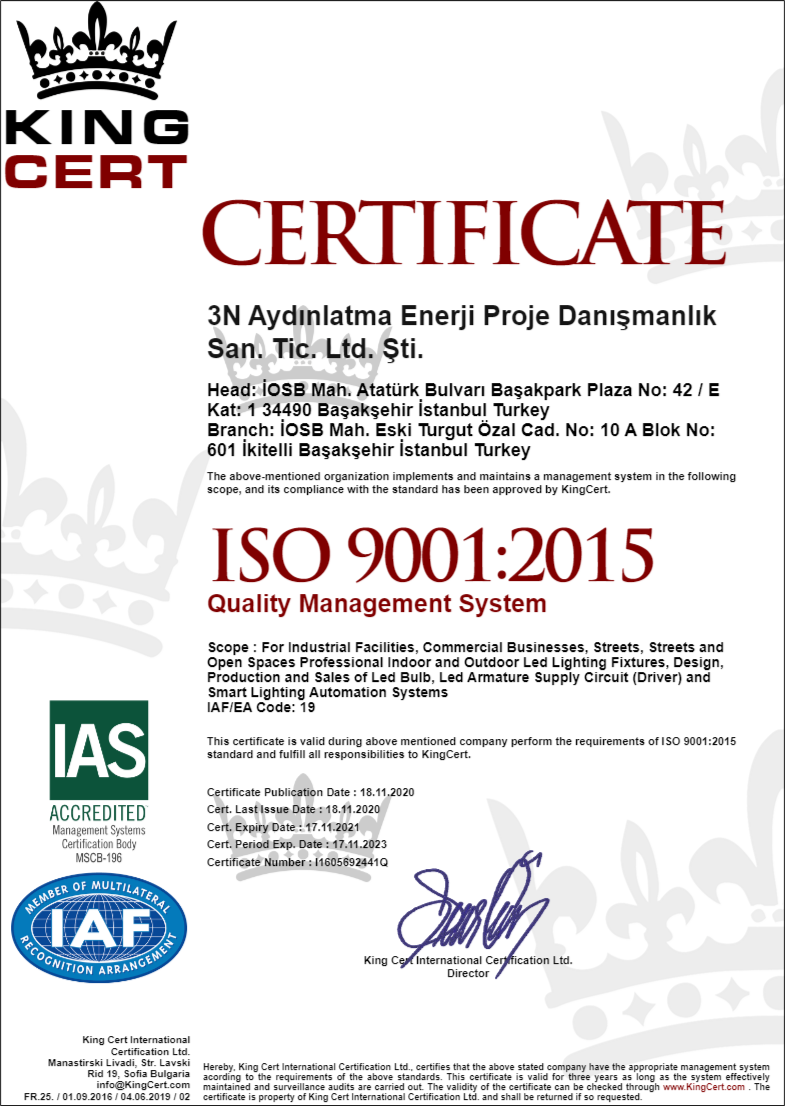 KING
CERT
CERTIFICATE
3N Aydınlatma Enerji Proje Danışmanlık
San. Tic. Ltd. Şti.
Head: İOSB Mah. Atatürk Bulvarı Başakpark Plaza No: 42 / E
Kat: 1 34490 Başakşehir İstanbul Turkey
Branch: İOSB Mah. Eski Turgut Özal Cad. No: 10 A Blok No:
601 İkitelli Başakşehir İstanbul Turkey
The above-mentioned organization implements and maintains a management system in the following
scope, and its compliance with the standard has been approved by KingCert.
ISO 9001:2015
Quality Management System
Scope : For Industrial Facilities, Commercial Businesses, Streets, Streets and
Open Spaces Professional Indoor and Outdoor Led Lighting Fixtures, Design,
Production and Sales of Led Bulb, Led Armature Supply Circuit (Driver) and
Smart Lighting Automation Systems
IAF/EA Code: 19
This certificate is valid during above mentioned company perform the requirements of ISO 9001:2015
standard and fulfill all responsibilities to KingCert.
Certificate Publication Date : 18.11.2020
Cert. Last Issue Date : 18.11.2020
Cert. Expiry Date : 17.11.2021
Cert. Period Exp. Date : 17.11.2023
Certificate Number : I1605692441Q
IAS
ACCREDITED
Management Systems
Certification Body
MSCB-196
MEMBER OF MULTILATERAL
IAF
RECOGNITION ARRANGEMENT
King Cert International Certification Ltd.
Director
King Cert International
Certification Ltd.
Manastirski Livadi, Str. Lavski
Rid 19, Sofia Bulgaria
info@KingCert.com
FR.25. / 01.09.2016 / 04.06.2019 / 02
Hereby, King Cert International Certification Ltd., certifies that the above stated company have the appropriate management system
acording to the requirements of the above standards. This certificate is valid for three years as long as the system effectively
maintained and surveillance audits are carried out. The validity of the certificate can be checked through www.KingCert.com . The
certificate is property of King Cert International Certification Ltd. and shall be returned if so requested.